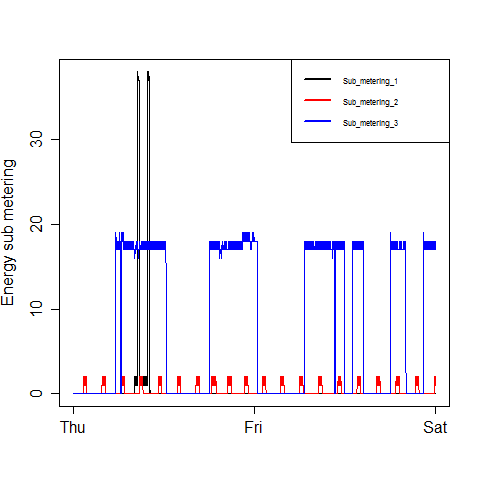 Sub_metering_1
Sub_metering_2
Sub_metering_3
Energy sub metering
30
20
10
0
Thu Fri Sat